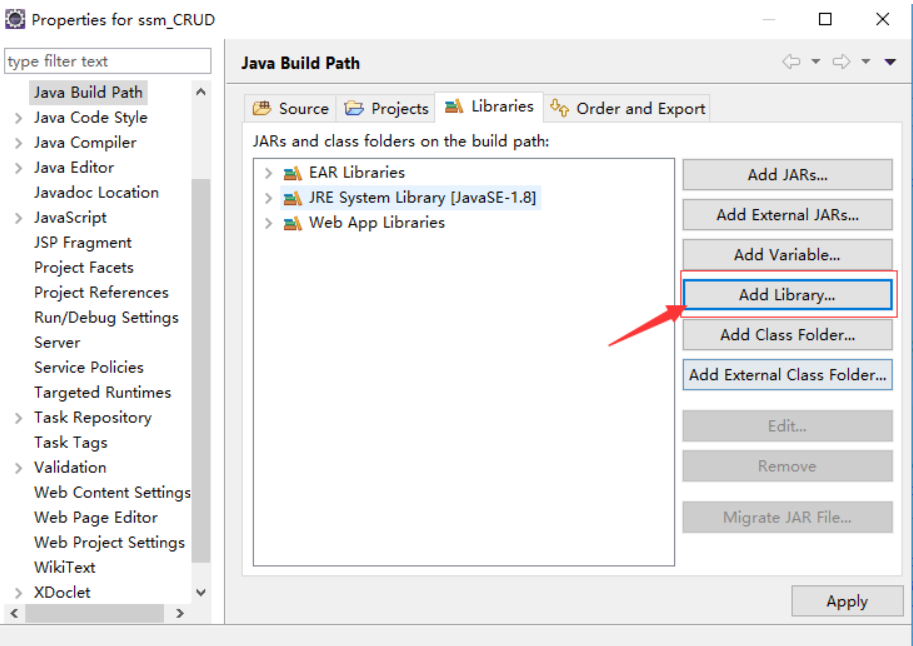 Properties for ssm_CRUD
type filter text
Java Build Path
Java Code Style
Java Compiler
Java Editor
Javadoc Location
JavaScript
JSP Fragment
Project Facets
Project References
Run/Debug Settings
Server
Service Policies
Targeted Runtimes
Task Repository
Task Tags
Validation
Web Content Settings
Web Page Editor
Web Project Settings
WikiText
XDoclet
Java Build Path
Source Projects Libraries Order and Export
JARs and class folders on the build path:
EAR Libraries
JRE System Library [JavaSE-1.8]
Web App Libraries
Add JARs...
Add External JARs...
Add Variable...
Add Library...
Add Class Folder...
Add External Class Folder...
Edit...
Remove
Migrate JAR File...
Apply